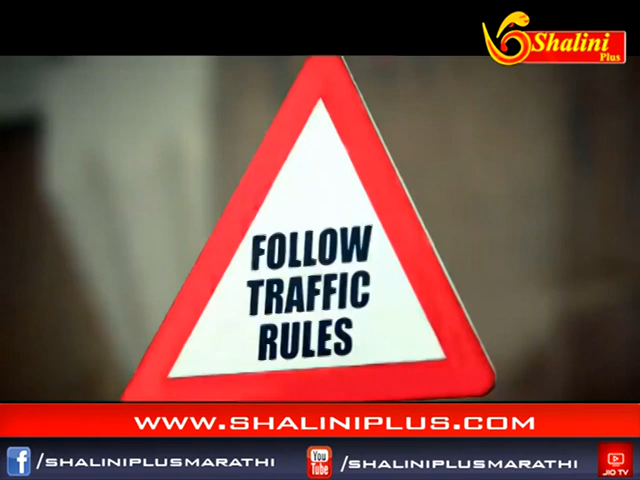 Shalini
Plus
FOLLOW
TRAFFIC
RULES
WWW.SHALINIPLUS.COM
f /SHALINIPLUSMARATHI
You
Tube /SHALINIPLUSMARATHI
JIO TV